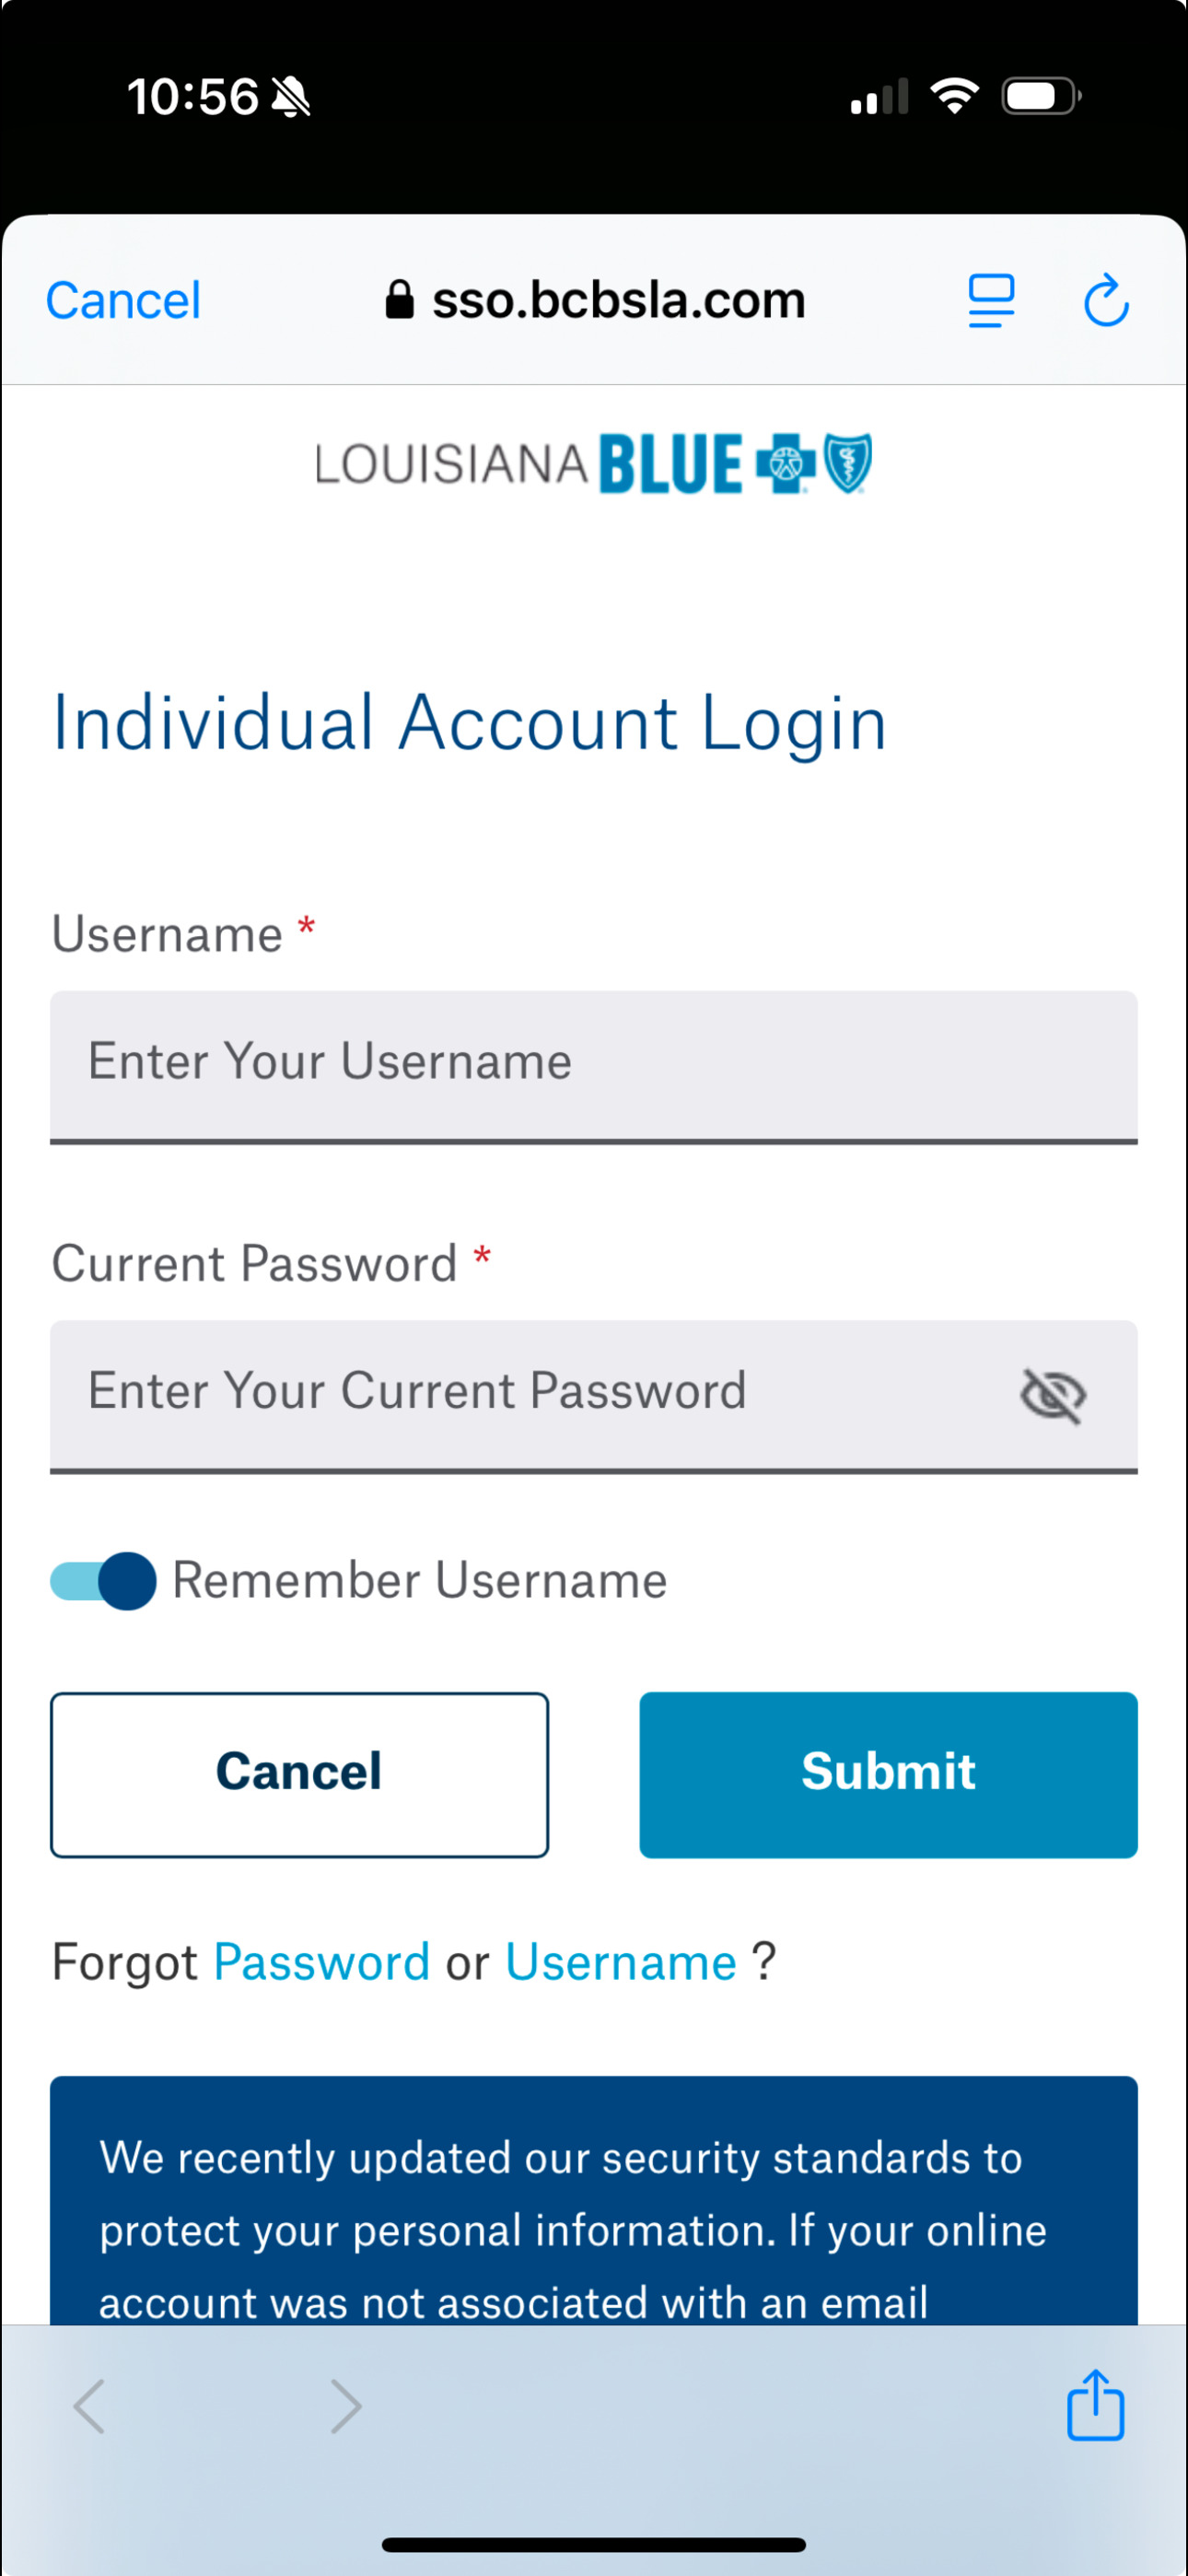 10:56
Cancel sso.bcbsla.com
LOUISIANA BLUE
Individual Account Login
Username *
Enter Your Username
Current Password *
Enter Your Current Password
Remember Username
Cancel Submit
Forgot Password or Username ?
We recently updated our security standards to
protect your personal information. If your online
account was not associated with an email